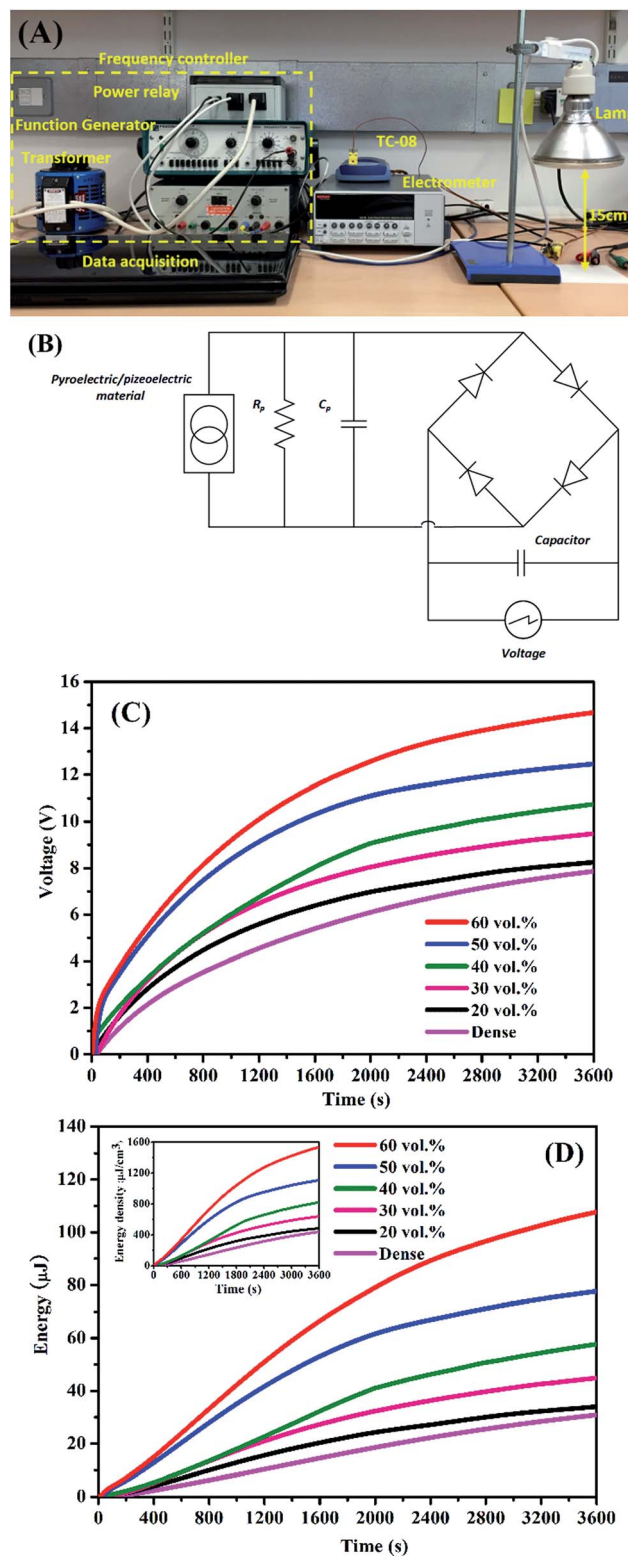 (A)
Frequency controller
Power relay
Function Generator
Transformer
TC-08
Electrometer
Lam
15cm
Data acquisition
(B)
Pyroelectric/pizeoelectric
material
Rp
Cp
Capacitor
Voltage
(C)
16
14
12
10
8
6
4
2
0
Voltage (V)
60 vol.%
50 vol.%
40 vol.%
30 vol.%
20 vol.%
Dense
0 400 800 1200 1600 2000 2400 2800 3200 3600
Time (s)
(D)
140
120
100
80
60
40
20
0
Energy (μJ)
1600
1200
800
400
0
Energy density :μJ/cm3,
0 600 1200 1800 2400 3000 3600
Time (s)
60 vol.%
50 vol.%
40 vol.%
30 vol.%
20 vol.%
Dense
0 400 800 1200 1600 2000 2400 2800 3200 3600
Time (s)